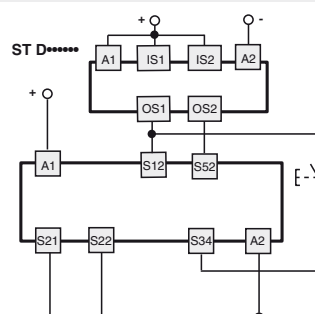 + -
ST D••••••
A1 IS1 IS2 A2
+
OS1 OS2
A1 S12 S52
S21 S22 S34 A2